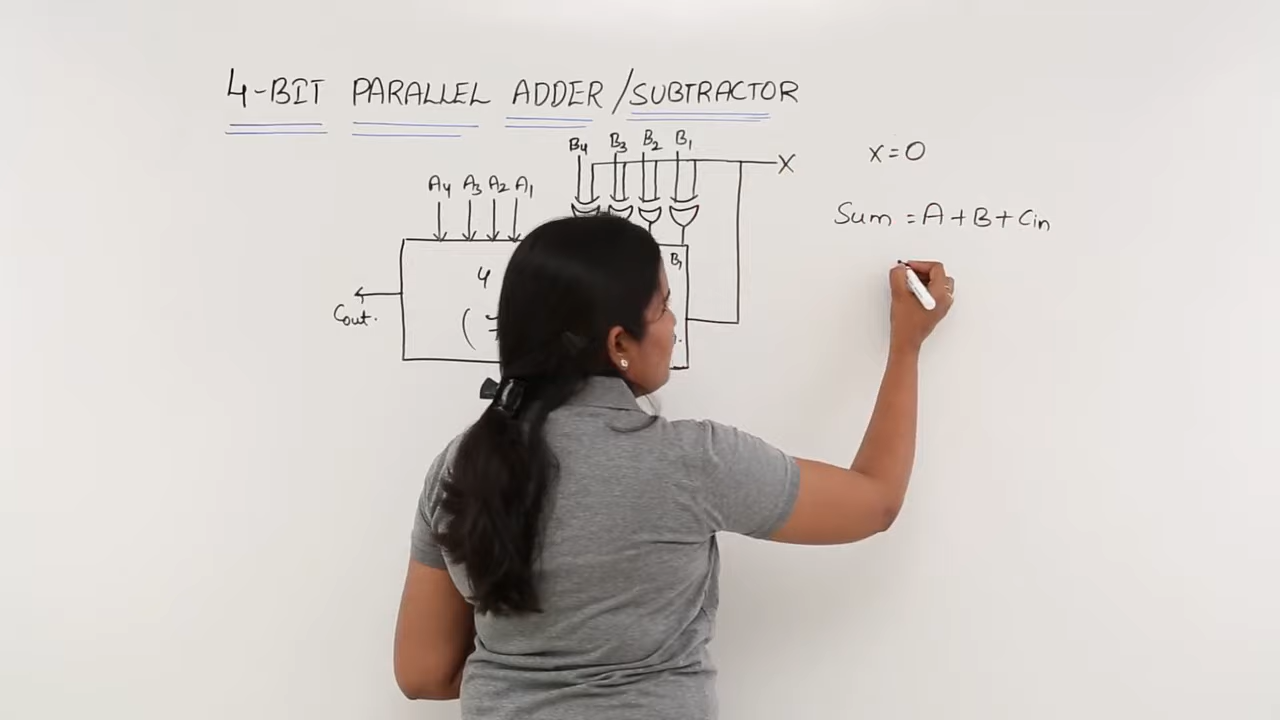 4-BIT PARALLEL ADDER/SUBTRACTOR
B4 B3 B2 B1
X
x=0
A4 A3 A2 A1
Sum = A + B + Cin
4
B1
Cout.
(